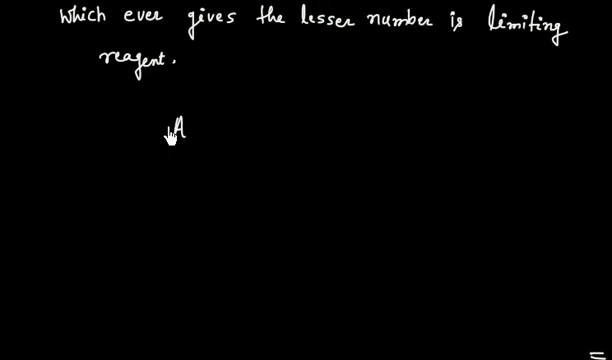 which ever gives the lesser number is limiting
reagent.
A
=